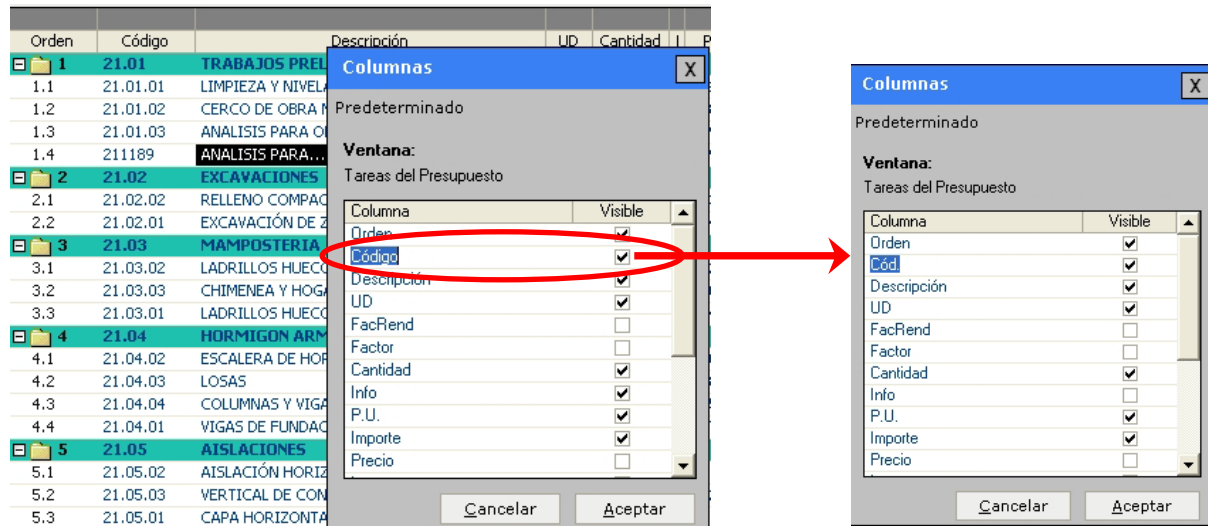 Orden Código Descripción UD Cantidad I P
1 21.01 TRABAJOS PREL
1.1 21.01.01 LIMPIEZA Y NIVELA
1.2 21.01.02 CERCO DE OBRA
1.3 21.01.03 ANALISIS PARA O
1.4 211189 ANALISIS PARA...
2 21.02 EXCAVACIONES
2.1 21.02.02 RELLENO COMPAC
2.2 21.02.01 EXCAVACIÓN DE Z
3 21.03 MAMPOSTERIA
3.1 21.03.02 LADRILLOS HUECO
3.2 21.03.03 CHIMENEA Y HOGA
3.3 21.03.01 LADRILLOS HUECO
4 21.04 HORMIGON ARM
4.1 21.04.02 ESCALERA DE HOR
4.2 21.04.03 LOSAS
4.3 21.04.04 COLUMNAS Y VIGA
4.4 21.04.01 VIGAS DE FUNDAC
5 21.05 AISLACIONES
5.1 21.05.02 AISLACIÓN HORIZ
5.2 21.05.03 VERTICAL DE CON
5.3 21.05.01 CAPA HORIZONTA
Columnas X
Predeterminado
Ventana:
Tareas del Presupuesto
Columna Visible
Orden
Código
Descripción
UD
FacRend
Factor
Cantidad
Info
P.U.
Importe
Precio
Cancelar Aceptar
Columnas X
Predeterminado
Ventana:
Tareas del Presupuesto
Columna Visible
Orden
Cód.
Descripción
UD
FacRend
Factor
Cantidad
Info
P.U.
Importe
Precio
Cancelar Aceptar